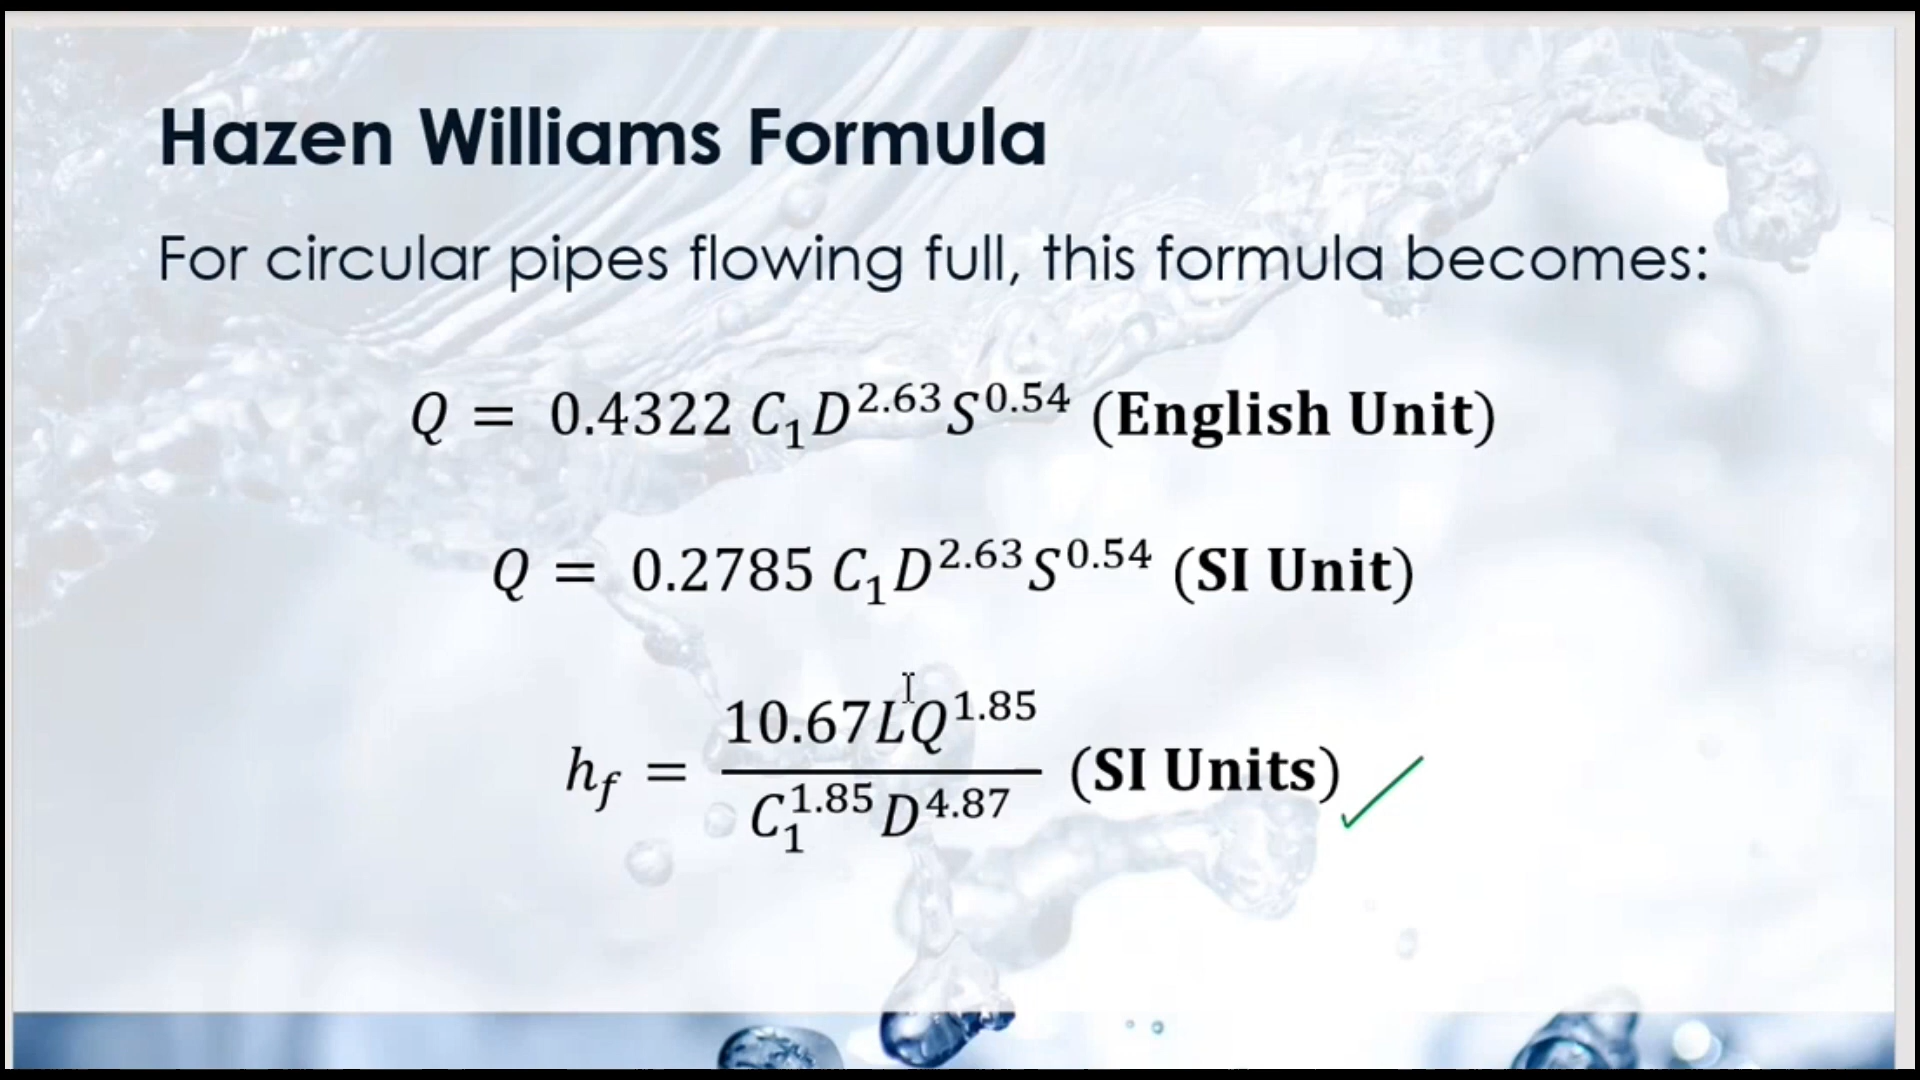 Hazen Williams Formula
For circular pipes flowing full, this formula becomes:
Q = 0.4322 C₁D^2.63 S^0.54 (English Unit)
Q = 0.2785 C₁D^2.63 S^0.54 (SI Unit)
h_f = 10.67LQ^1.85 / C₁^1.85 D^4.87 (SI Units)